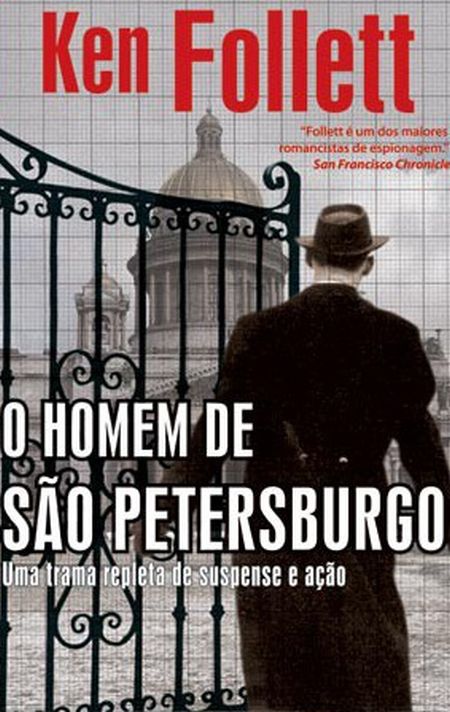 Ken Follett
"Follett é um dos maiores
romancistas de espionagem."
San Francisco Chronicle
O HOMEM DE
SÃO PETERSBURGO
Uma trama repleta de suspense e ação